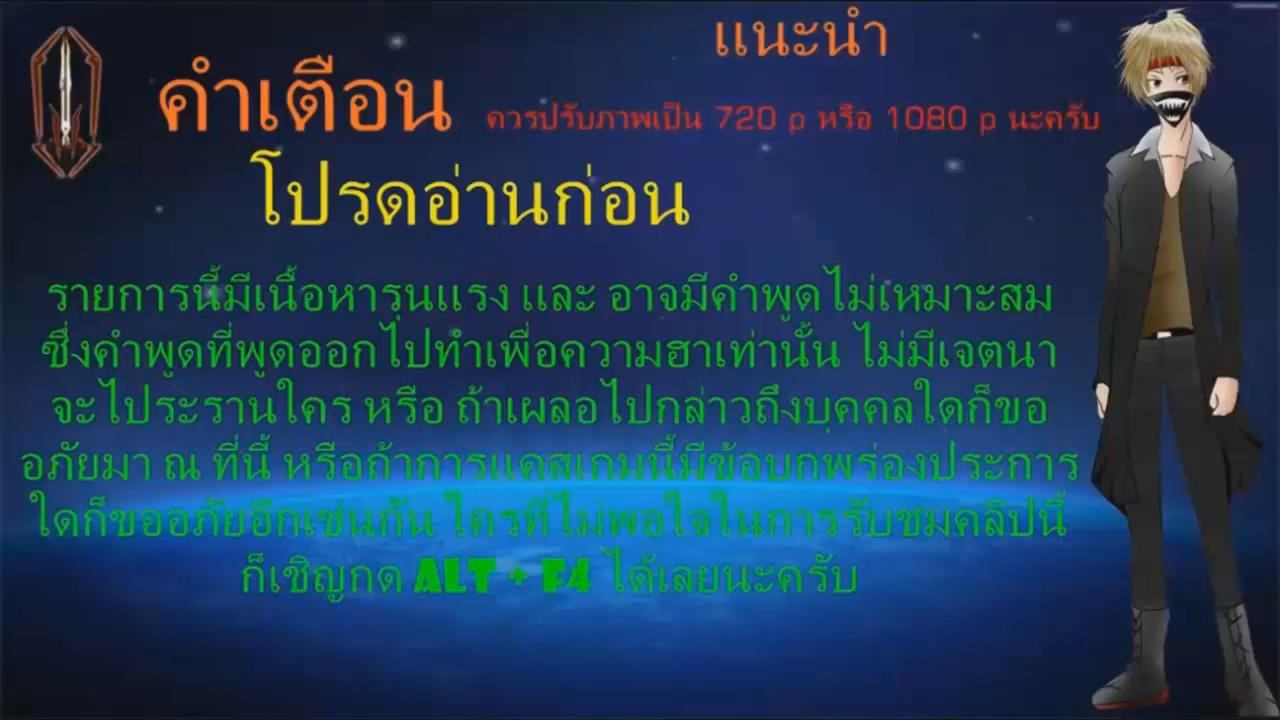 แนะนำ
คำเตือน
ควรปรับภาพเป็น 720 p หรือ 1080 p นะครับ
โปรดอ่านก่อน
รายการนี้มีเนื้อหารุนแรง และ อาจมีคำพูดไม่เหมาะสม
ซึ่งคำพูดที่พูดออกไปทำเพื่อความฮาเท่านั้น ไม่มีเจตนา
จะไประรานใคร หรือ ถ้าเผลอไปกล่าวถึงบุคคลใดก็ขอ
อภัยมา ณ ที่นี้ หรือถ้าการแคสเกมนี้มีข้อบกพร่องประการ
ใดก็ขออภัยอีกเช่นกัน ใครที่ไม่พอใจในการรับชมคลิปนี้
ก็เชิญกด ALT + F4 ได้เลยนะครับ